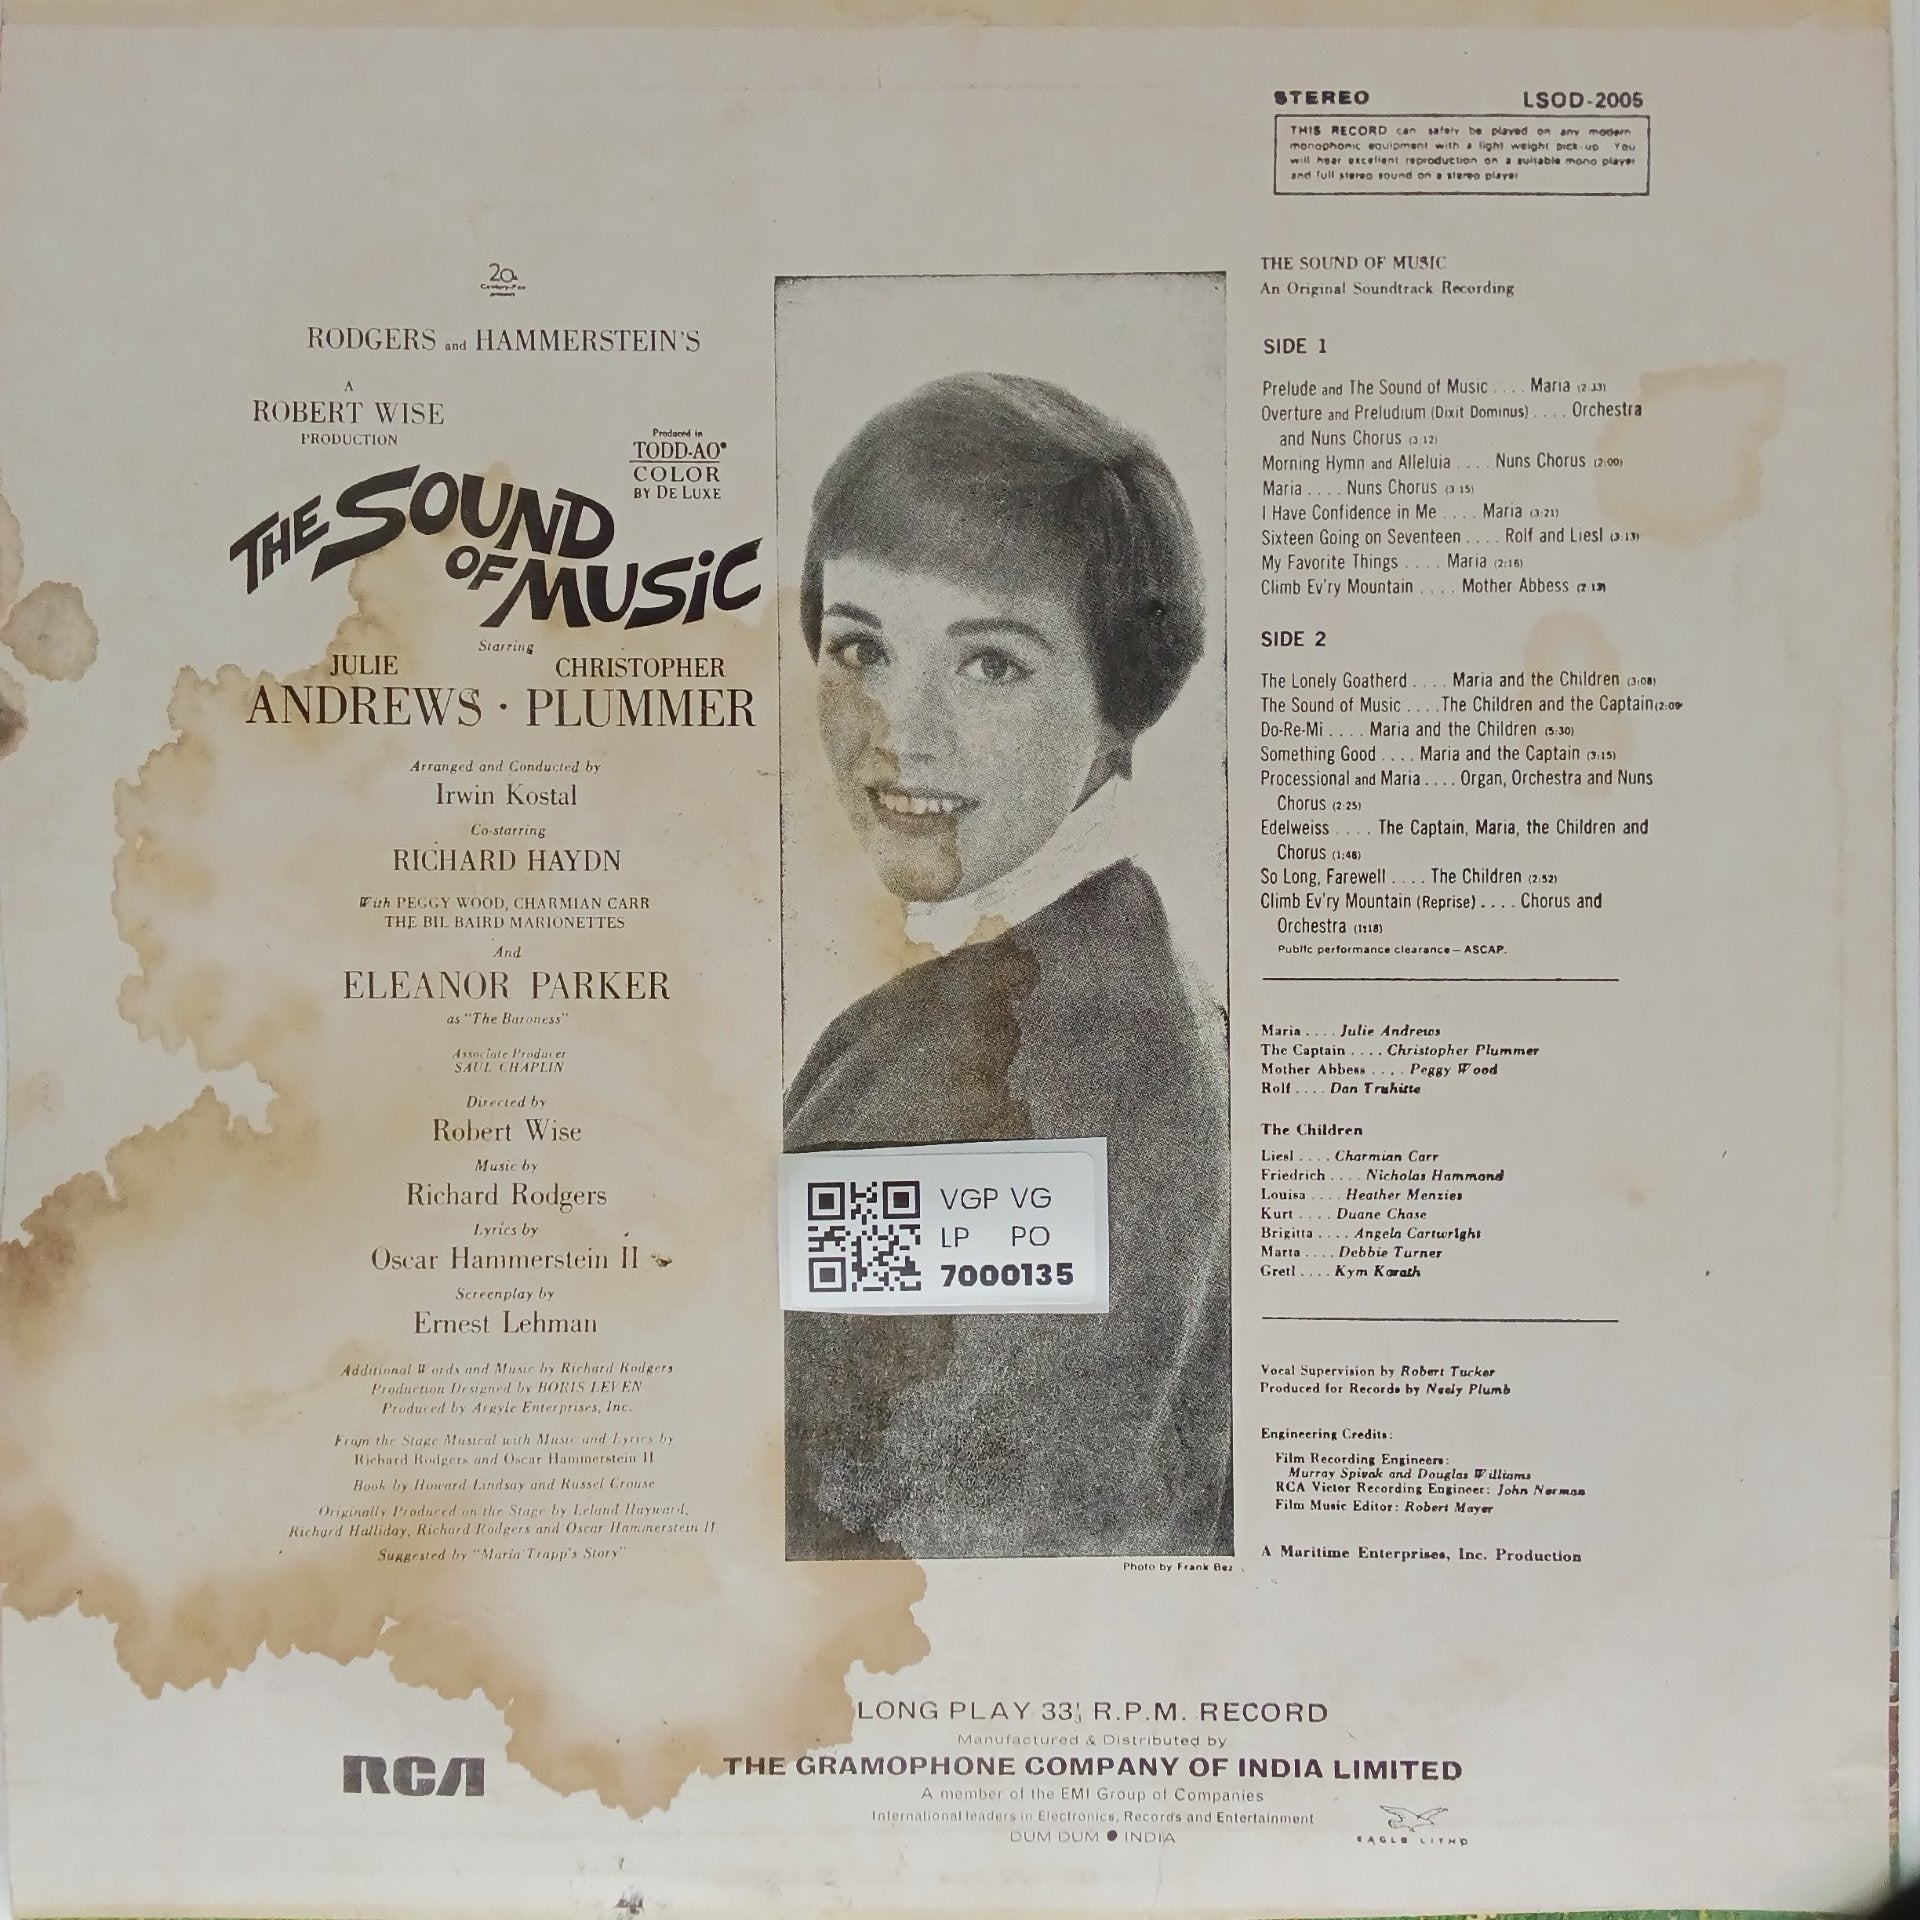 STEREO LSOD-2005
THIS RECORD can safely be played on any modern
monophonic equipment with a light weight pick-up You
will hear excellent reproduction on a suitable mono player
and full stereo sound on a stereo player
20th
Century-Fox
presents
RODGERS and HAMMERSTEIN'S
A
ROBERT WISE
PRODUCTION
Produced in
TODD-AO®
COLOR
BY DE LUXE
THE SOUND
OF MUSiC
Starring
JULIE CHRISTOPHER
ANDREWS · PLUMMER
Arranged and Conducted by
Irwin Kostal
Co-starring
RICHARD HAYDN
With PEGGY WOOD, CHARMIAN CARR
THE BIL BAIRD MARIONETTES
And
ELEANOR PARKER
as "The Baroness"
Associate Producer
SAUL CHAPLIN
Directed by
Robert Wise
Music by
Richard Rodgers
Lyrics by
Oscar Hammerstein II
Screenplay by
Ernest Lehman
Additional Words and Music by Richard Rodgers
Production Designed by BORIS LEVEN
Produced by Argyle Enterprises, Inc.
From the Stage Musical with Music and Lyrics by
Richard Rodgers and Oscar Hammerstein II
Book by Howard Lindsay and Russel Crouse
Originally Produced on the Stage by Leland Hayward,
Richard Halliday, Richard Rodgers and Oscar Hammerstein II
Suggested by "Maria Trapp's Story"
VGP VG
LP PO
7000135
Photo by Frank Bez
THE SOUND OF MUSIC
An Original Soundtrack Recording
SIDE 1
Prelude and The Sound of Music .... Maria (2:33)
Overture and Preludium (Dixit Dominus) .... Orchestra
and Nuns Chorus (3:12)
Morning Hymn and Alleluia .... Nuns Chorus (2:00)
Maria .... Nuns Chorus (3:15)
I Have Confidence in Me .... Maria (3:21)
Sixteen Going on Seventeen .... Rolf and Liesl (3:13)
My Favorite Things .... Maria (2:16)
Climb Ev'ry Mountain .... Mother Abbess (2:13)
SIDE 2
The Lonely Goatherd .... Maria and the Children (3:08)
The Sound of Music ....The Children and the Captain(2:09
Do-Re-Mi .... Maria and the Children (5:30)
Something Good .... Maria and the Captain (3:15)
Processional and Maria .... Organ, Orchestra and Nuns
Chorus (2:25)
Edelweiss .... The Captain, Maria, the Children and
Chorus (1:46)
So Long, Farewell .... The Children (2:52)
Climb Ev'ry Mountain (Reprise) .... Chorus and
Orchestra (1:18)
Public performance clearance — ASCAP.
Maria .... Julie Andrews
The Captain .... Christopher Plummer
Mother Abbess .... Peggy Wood
Rolf .... Dan Truhitte
The Children
Liesl .... Charmian Carr
Friedrich .... Nicholas Hammond
Louisa .... Heather Menzies
Kurt .... Duane Chase
Brigitta .... Angela Cartwright
Marta .... Debbie Turner
Gretl .... Kym Karath
Vocal Supervision by Robert Tucker
Produced for Records by Neely Plumb
Engineering Credits:
Film Recording Engineers:
Murray Spivak and Douglas Williams
RCA Victor Recording Engineer: John Norman
Film Music Editor: Robert Mayer
A Maritime Enterprises, Inc. Production
RCA
LONG PLAY 33⅓ R.P.M. RECORD
Manufactured & Distributed by
THE GRAMOPHONE COMPANY OF INDIA LIMITED
A member of the EMI Group of Companies
International leaders in Electronics, Records and Entertainment
DUM DUM ● INDIA
EAGLE LITHO